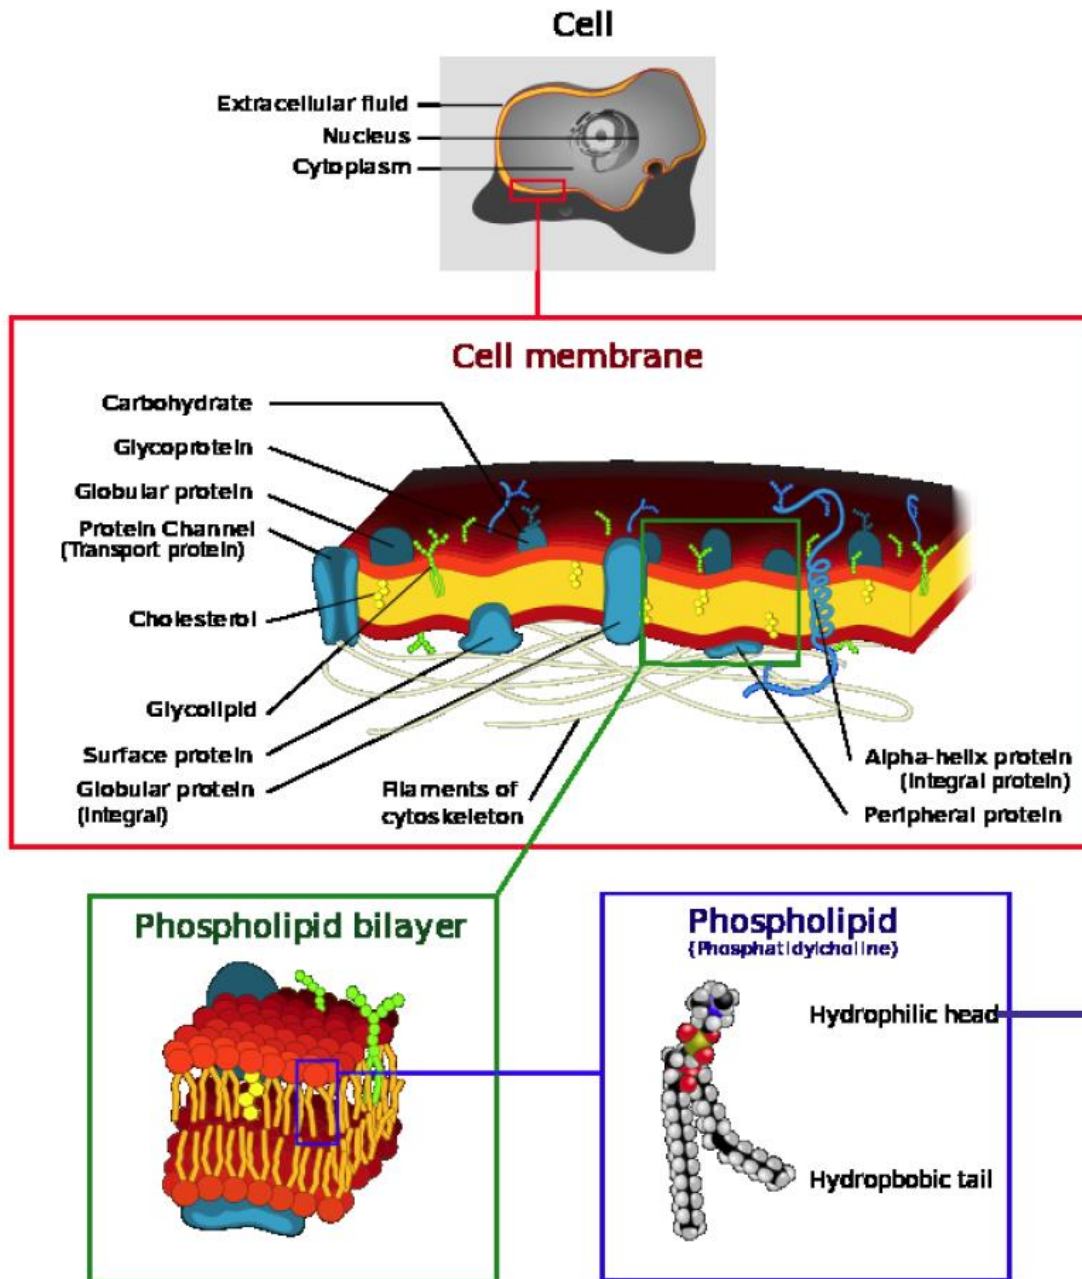 Cell
Extracellular fluid
Nucleus
Cytoplasm
Cell membrane
Carbohydrate
Glycoprotein
Globular protein
Protein Channel
(Transport protein)
Cholesterol
Glycolipid
Surface protein
Globular protein
(Integral)
Filaments of
cytoskeleton
Alpha-helix protein
(Integral protein)
Peripheral protein
Phospholipid bilayer
Phospholipid
(Phosphatidylcholine)
Hydrophilic head
Hydropbobic tail